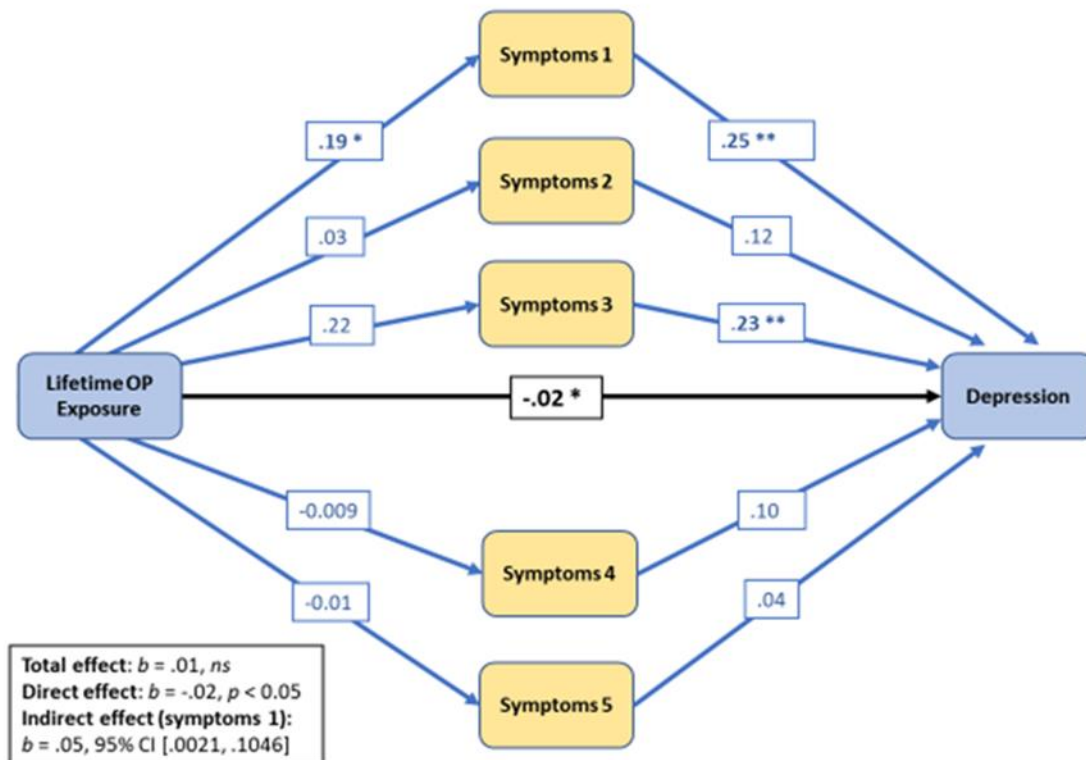 Symptoms 1
.19 *
.25 **
Symptoms 2
.03
.12
Symptoms 3
.22
.23 **
Lifetime OP
Exposure
-.02 *
Depression
-0.009
.10
Symptoms 4
-0.01
.04
Symptoms 5
Total effect: b = .01, ns
Direct effect: b = -.02, p < 0.05
Indirect effect (symptoms 1):
b = .05, 95% CI [.0021, .1046]